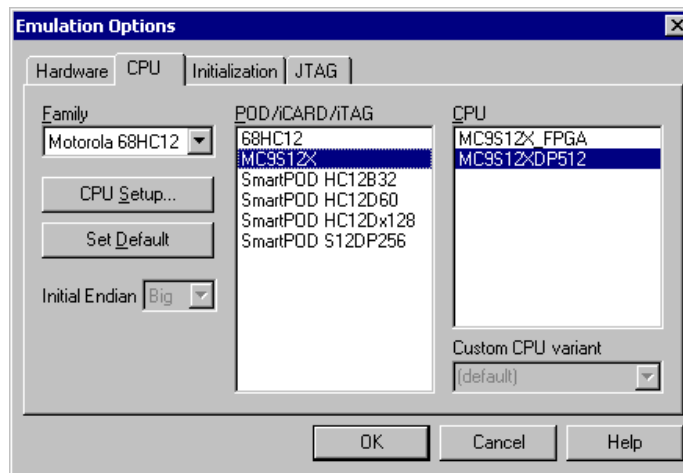 Emulation Options
Hardware CPU Initialization JTAG
Family
Motorola 68HC12
CPU Setup...
Set Default
Initial Endian Big
POD/iCARD/iTAG
68HC12
MC9S12X
SmartPOD HC12B32
SmartPOD HC12D60
SmartPOD HC12Dx128
SmartPOD S12DP256
CPU
MC9S12X_FPGA
MC9S12XDP512
Custom CPU variant
(default)
OK Cancel Help